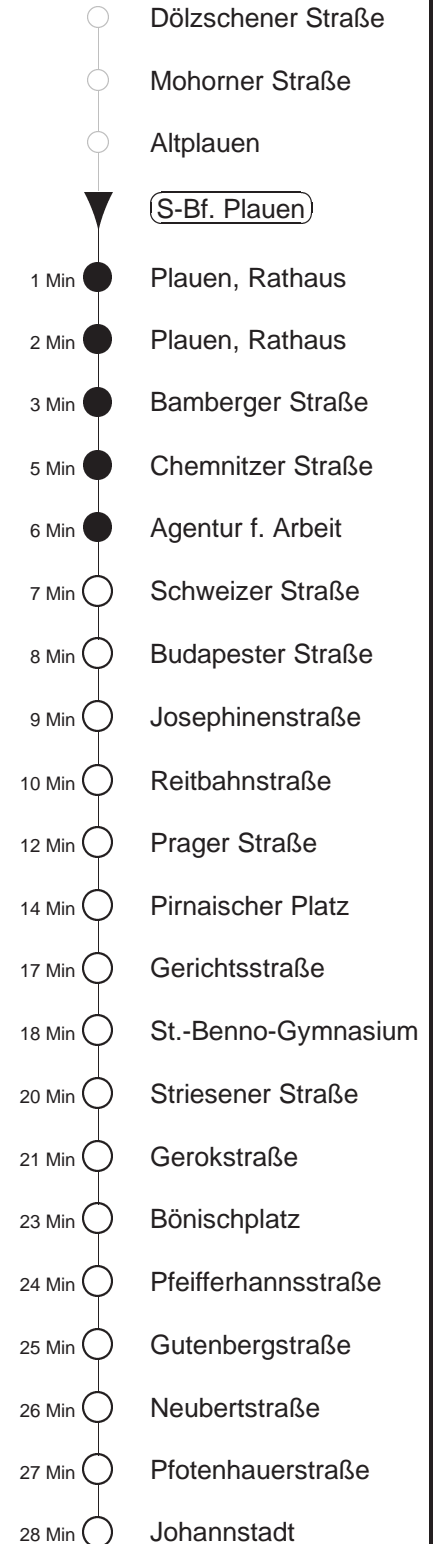 Dölzschener Straße
Mohorner Straße
Altplauen
S-Bf. Plauen
1 Min Plauen, Rathaus
2 Min Plauen, Rathaus
3 Min Bamberger Straße
5 Min Chemnitzer Straße
6 Min Agentur f. Arbeit
7 Min Schweizer Straße
8 Min Budapester Straße
9 Min Josephinenstraße
10 Min Reitbahnstraße
12 Min Prager Straße
14 Min Pirnaischer Platz
17 Min Gerichtsstraße
18 Min St.-Benno-Gymnasium
20 Min Striesener Straße
21 Min Gerokstraße
23 Min Bönischplatz
24 Min Pfeifferhannsstraße
25 Min Gutenbergstraße
26 Min Neubertstraße
27 Min Pfotenhauerstraße
28 Min Johannstadt